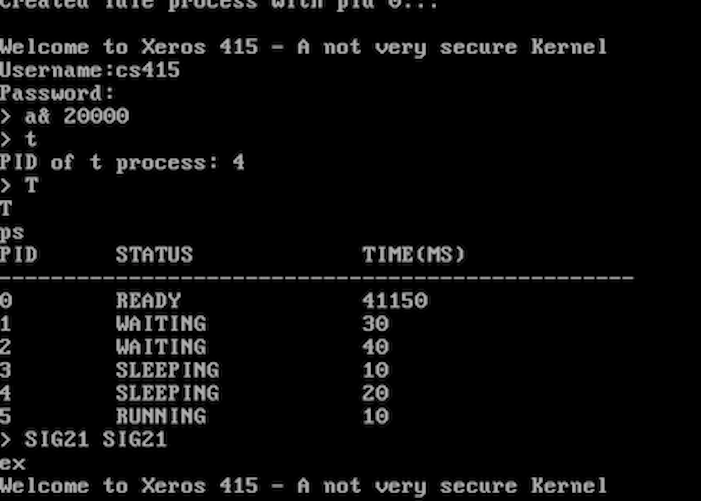 Created idle process with pid 0...
Welcome to Xeros 415 - A not very secure Kernel
Username:cs415
Password:
> a& 20000
> t
PID of t process: 4
> T
T
ps
PID STATUS TIME(MS)
-------------------------------------------------
0 READY 41150
1 WAITING 30
2 WAITING 40
3 SLEEPING 10
4 SLEEPING 20
5 RUNNING 10
> SIG21 SIG21
ex
Welcome to Xeros 415 - A not very secure Kernel